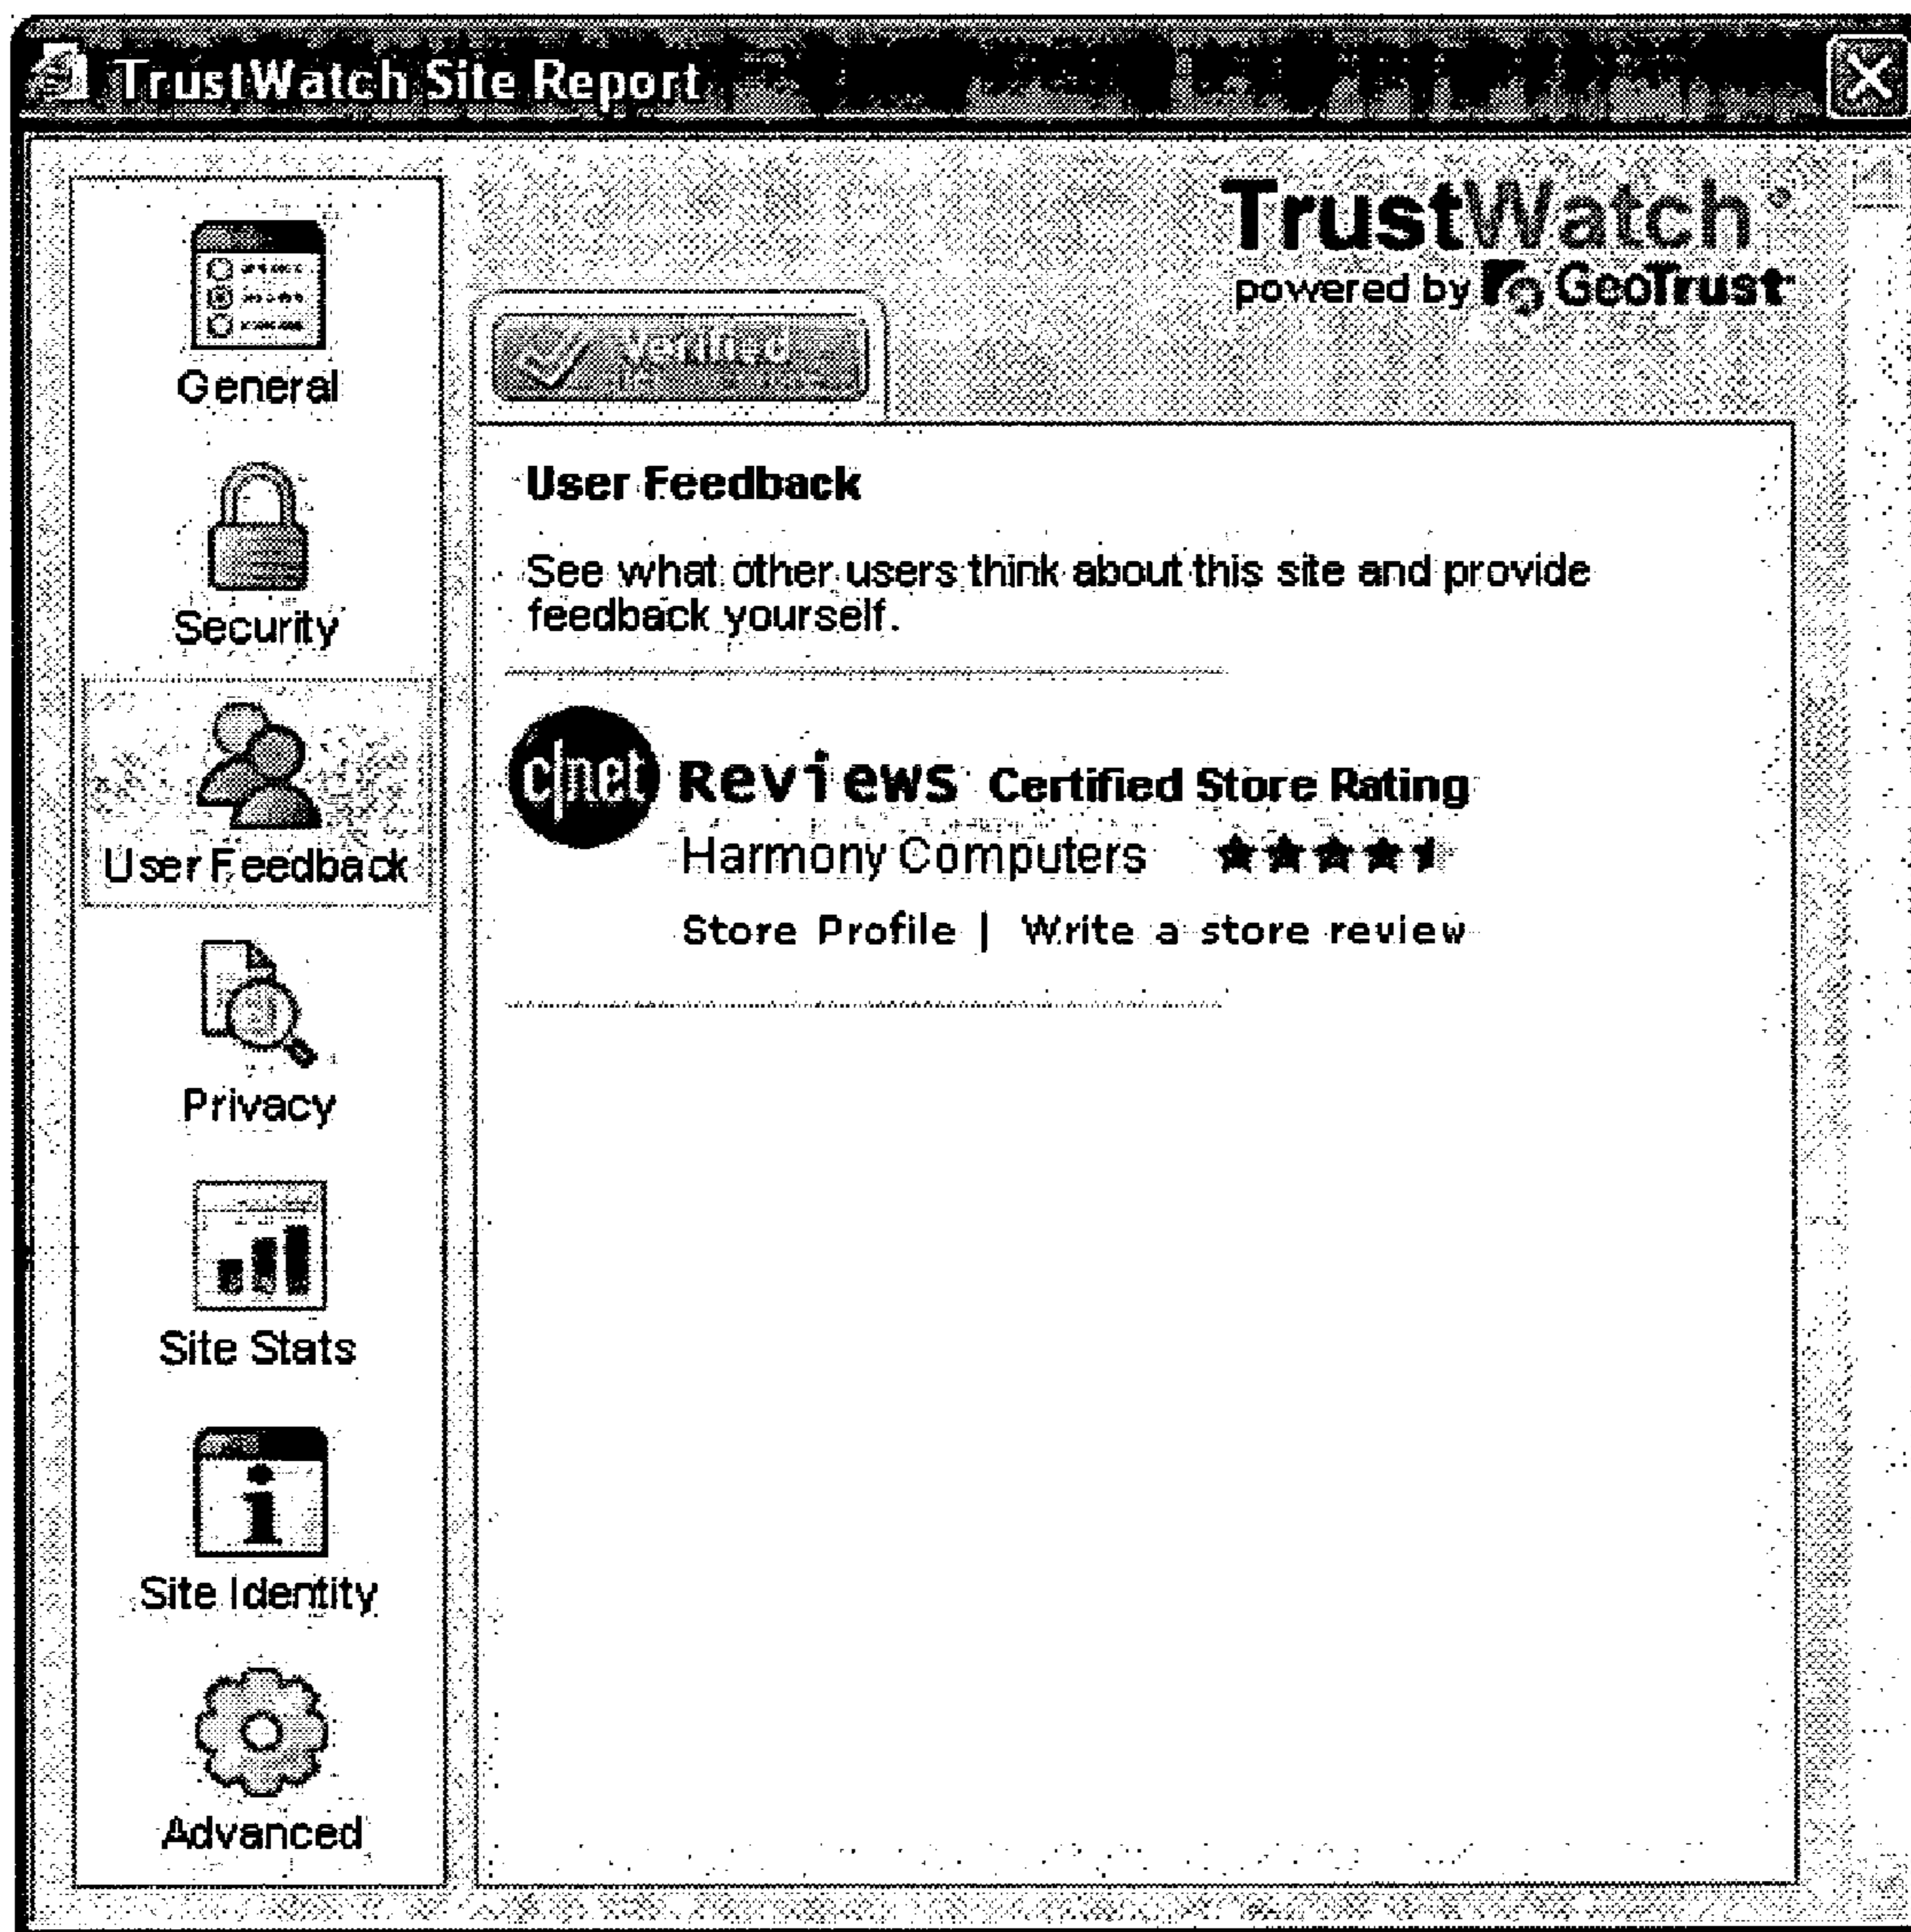 TrustWatch Site Report
TrustWatch
powered by GeoTrust
Verified
General
Security
User Feedback
Privacy
Site Stats
Site Identity
Advanced
User Feedback
See what other users think about this site and provide
feedback yourself.
c|net Reviews Certified Store Rating
Harmony Computers
Store Profile | Write a store review